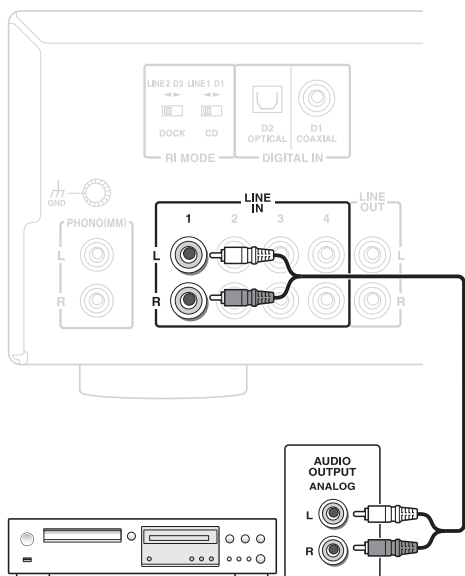 LINE2 D2 LINE1 D1
DOCK CD
RI MODE
D2 OPTICAL
D1 COAXIAL
DIGITAL IN
GND
PHONO(MM)
L
R
LINE IN
1 2 3 4
L
R
LINE OUT
L
R
AUDIO
OUTPUT
ANALOG
L
R